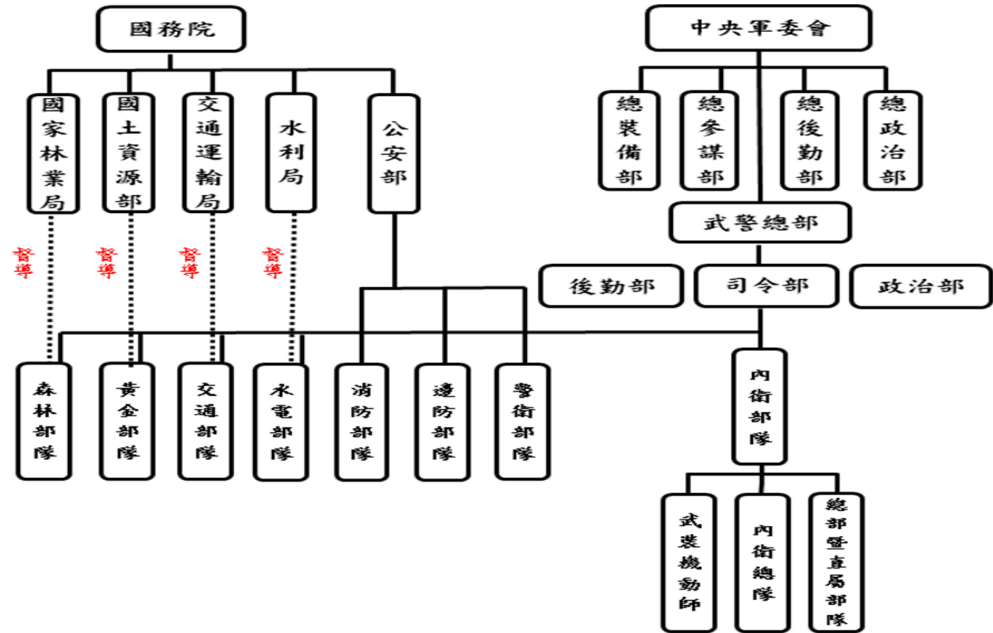 國務院
中央軍委會
國家林業局
國土資源部
交通運輸局
水利局
公安部
總裝備部
總參謀部
總後勤部
總政治部
武警總部
督導
督導
督導
督導
後勤部
司令部
政治部
森林部隊
黃金部隊
交通部隊
水電部隊
消防部隊
邊防部隊
警衛部隊
內衛部隊
武裝機動師
內衛總隊
總部暨直屬部隊